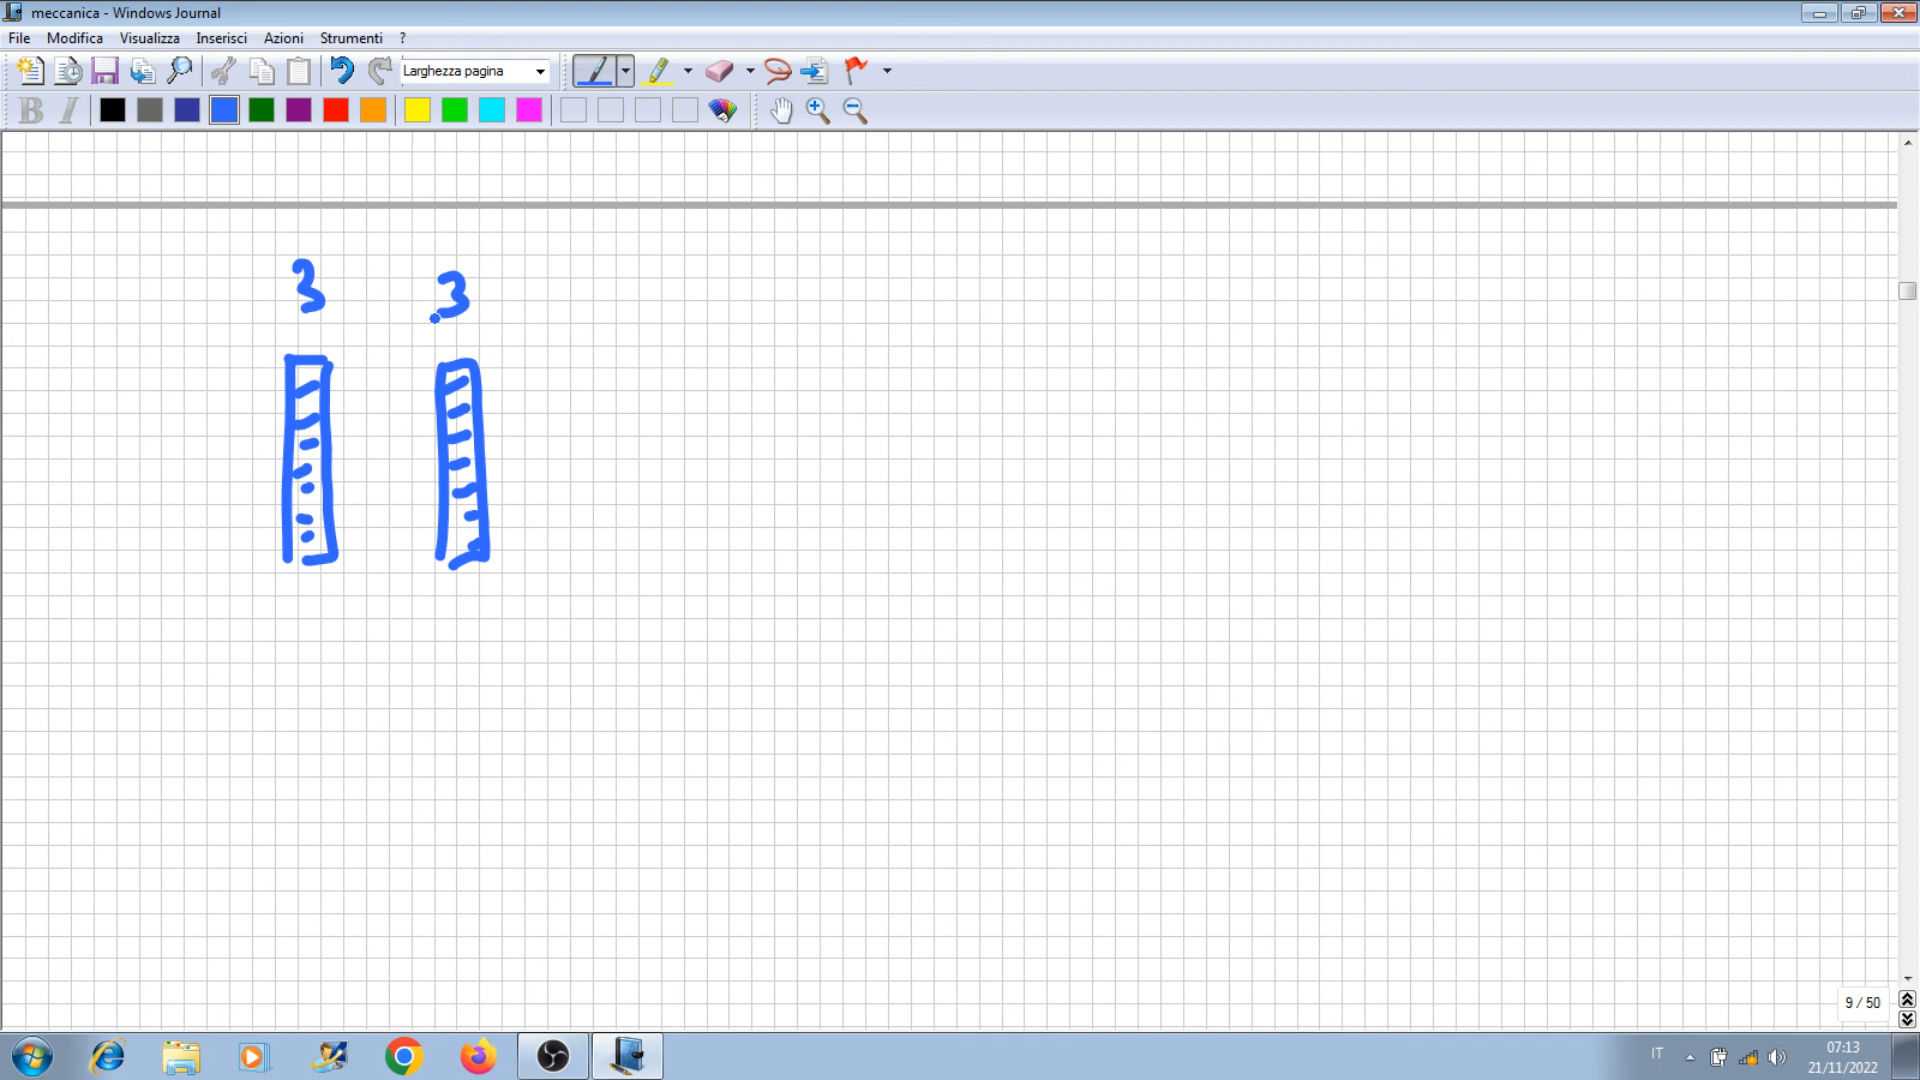 meccanica - Windows Journal
File Modifica Visualizza Inserisci Azioni Strumenti ?
Larghezza pagina
B I
3 3
9 / 50
IT 07:13
21/11/2022